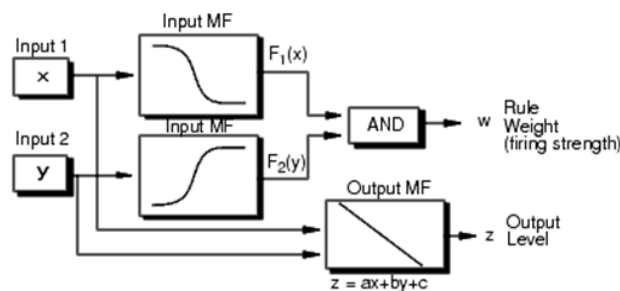 Input MF
Input 1
x
F1(x)
Input MF
AND
w
Rule
Weight
(firing strength)
Input 2
y
F2(y)
Output MF
z
Output
Level
z = ax+by+c